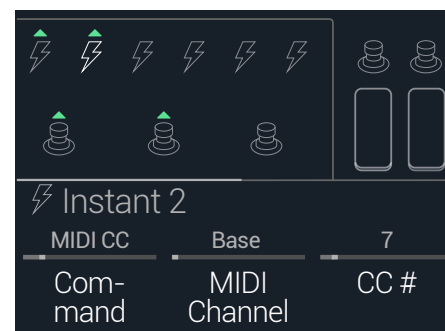 Instant 2
MIDI CC Base 7
Com- MIDI CC #
mand Channel